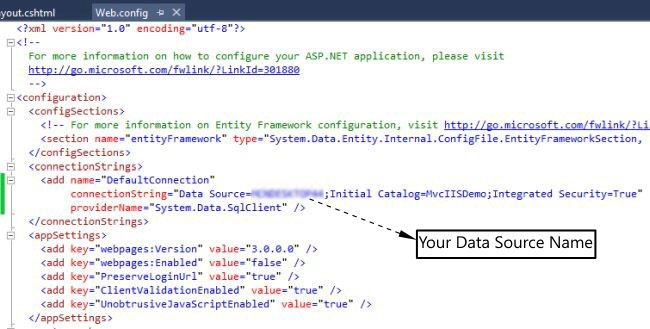 yout.cshtml Web.config
<?xml version="1.0" encoding="utf-8"?>
<!--
For more information on how to configure your ASP.NET application, please visit
http://go.microsoft.com/fwlink/?LinkId=301880
-->
<configuration>
<configSections>
<!-- For more information on Entity Framework configuration, visit http://go.microsoft.com/fwlink/?Li
<section name="entityFramework" type="System.Data.Entity.Internal.ConfigFile.EntityFrameworkSection,
</configSections>
<connectionStrings>
<add name="DefaultConnection"
connectionString="Data Source=;Initial Catalog=MvcIISDemo;Integrated Security=True"
providerName="System.Data.SqlClient" />
</connectionStrings>
Your Data Source Name
<appSettings>
<add key="webpages:Version" value="3.0.0.0" />
<add key="webpages:Enabled" value="false" />
<add key="PreserveLoginUrl" value="true" />
<add key="ClientValidationEnabled" value="true" />
<add key="UnobtrusiveJavaScriptEnabled" value="true" />
</appSettings>